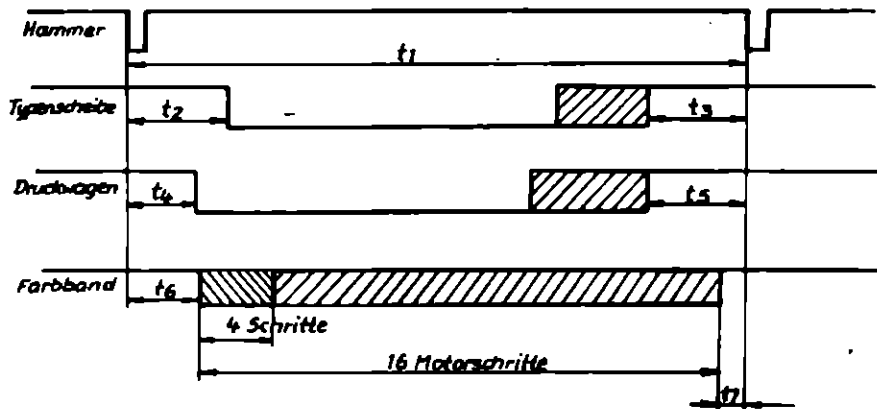 Hammer
t1
Typenscheibe
t2
t3
Druckwagen
t4
t5
Farbband
t6
4 Schritte
16 Motorschritte
t7